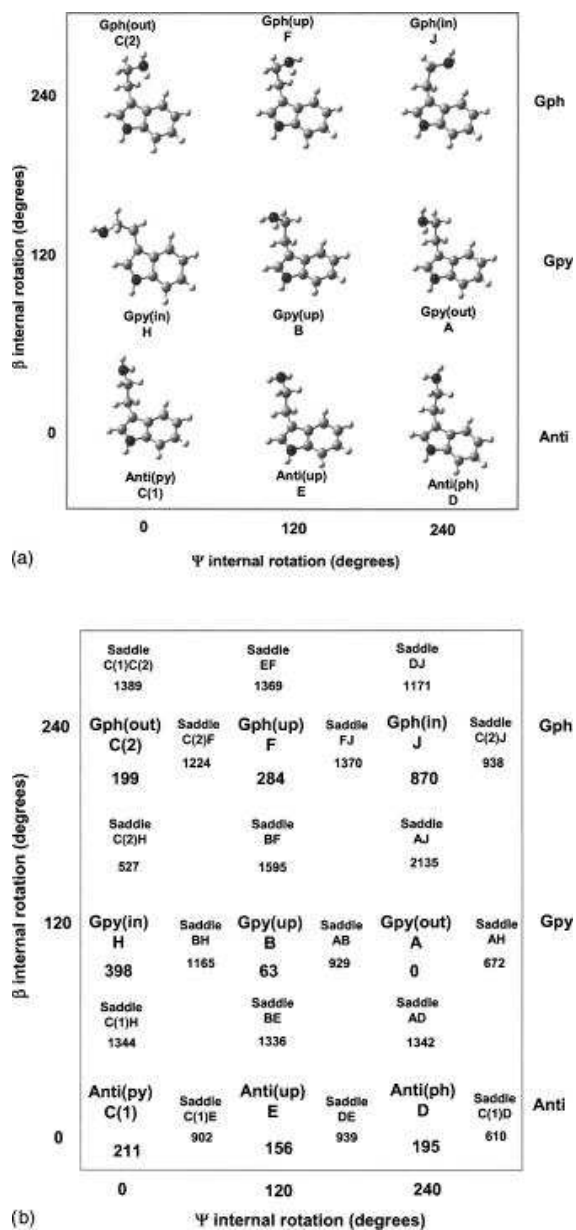 Gph(out) Gph(up) Gph(in)
C(2) F J
240 Gph
β internal rotation (degrees)
120 Gpy
Gpy(in) Gpy(up) Gpy(out)
H B A
0 Anti
Anti(py) Anti(up) Anti(ph)
C(1) E D
0 120 240
(a)
Ψ internal rotation (degrees)
Saddle Saddle Saddle
C(1)C(2) EF DJ
1389 1369 1171
240 Gph(out) Saddle Gph(up) Saddle Gph(in) Saddle Gph
C(2) C(2)F F FJ J C(2)J
1224 1370 938
199 284 870
Saddle Saddle Saddle
C(2)H BF AJ
527 1595 2135
β internal rotation (degrees)
120 Gpy(in) Saddle Gpy(up) Saddle Gpy(out) Saddle Gpy
H BH B AB A AH
398 1165 63 929 0 672
Saddle Saddle Saddle
C(1)H BE AD
1344 1336 1342
Anti(py) Saddle Anti(up) Saddle Anti(ph) Saddle Anti
C(1) C(1)E E DE D C(1)D
0 211 902 156 939 195 610
0 120 240
(b)
Ψ internal rotation (degrees)